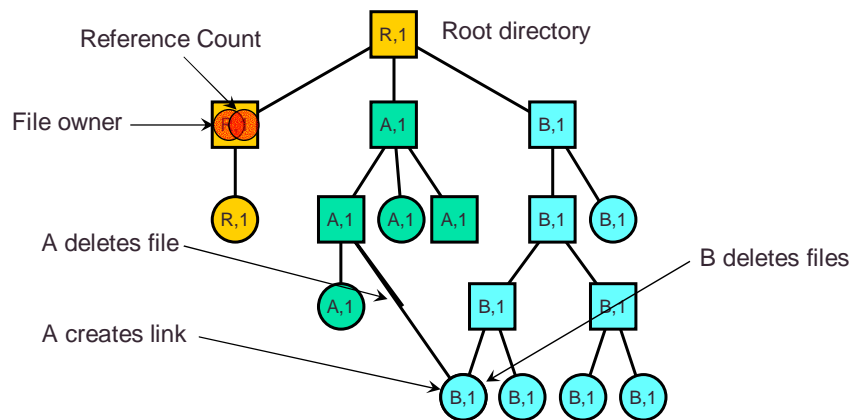 Reference Count
R,1
Root directory
File owner
R,1
A,1
B,1
R,1
A,1
A,1
A,1
B,1
B,1
A deletes file
B deletes files
A,1
B,1
B,1
A creates link
B,1
B,1
B,1
B,1